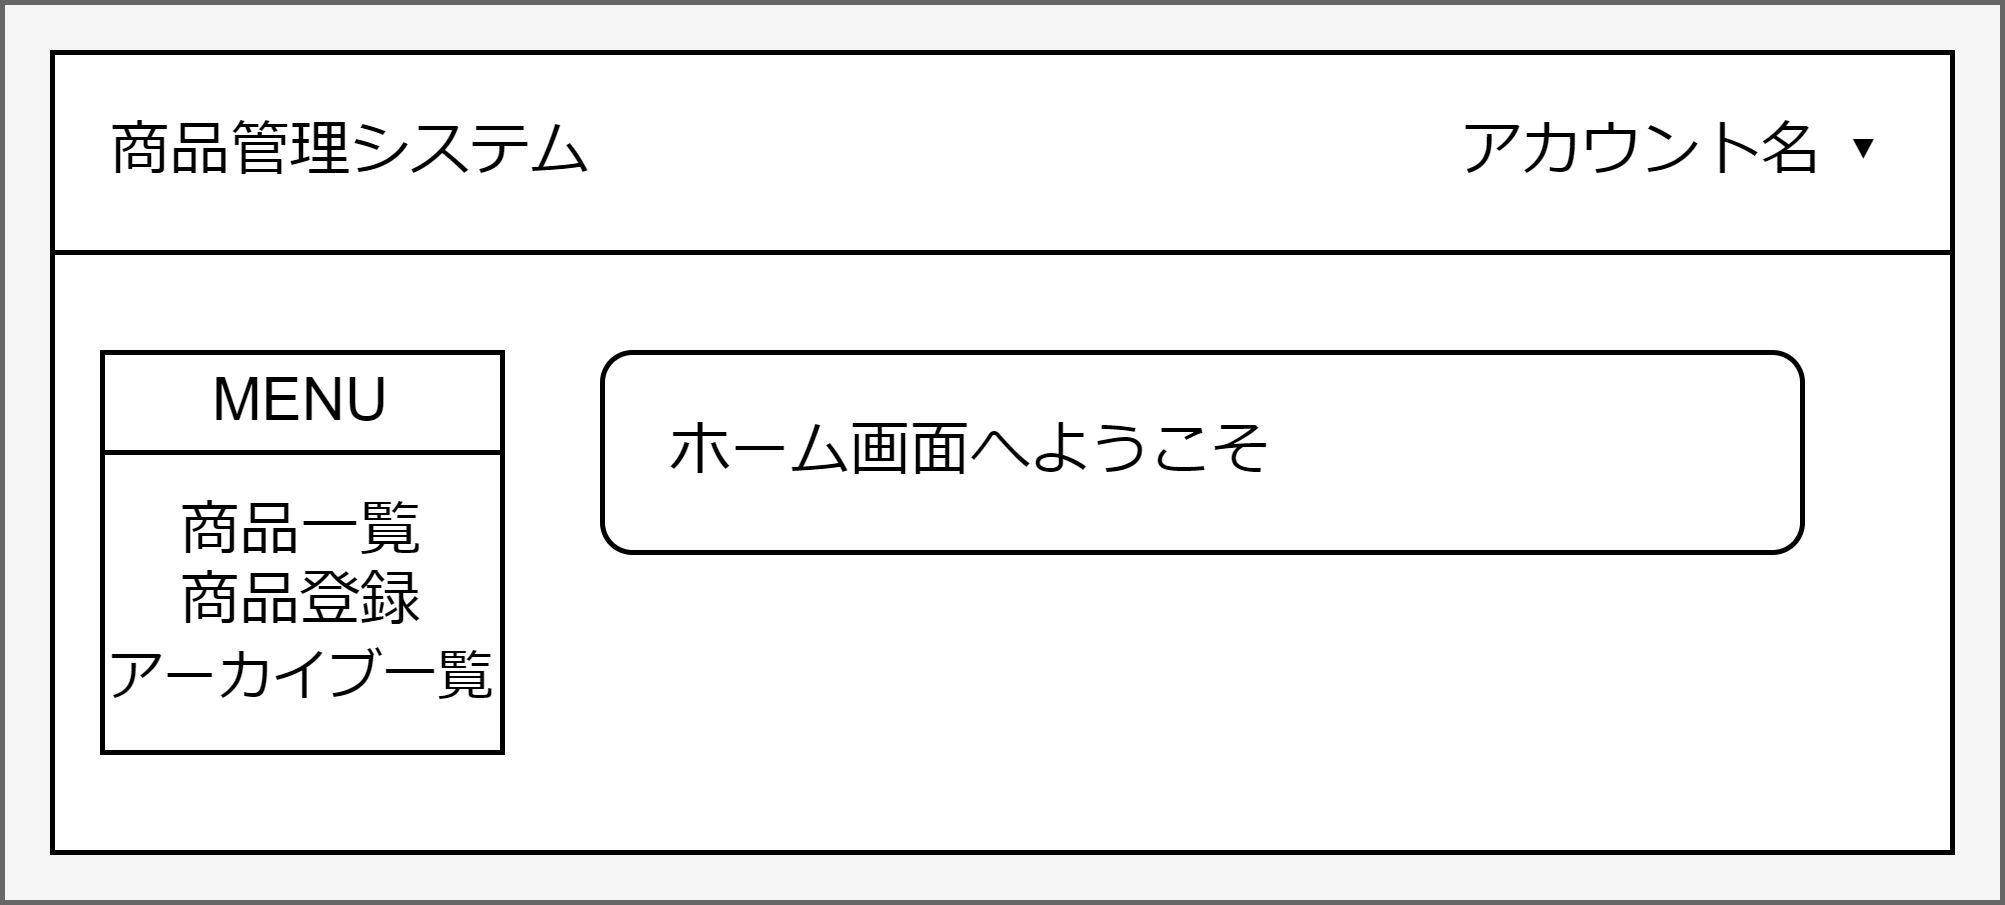 商品管理システム
アカウント名 ▼
MENU
商品一覧
商品登録
アーカイブ一覧
ホーム画面へようこそ